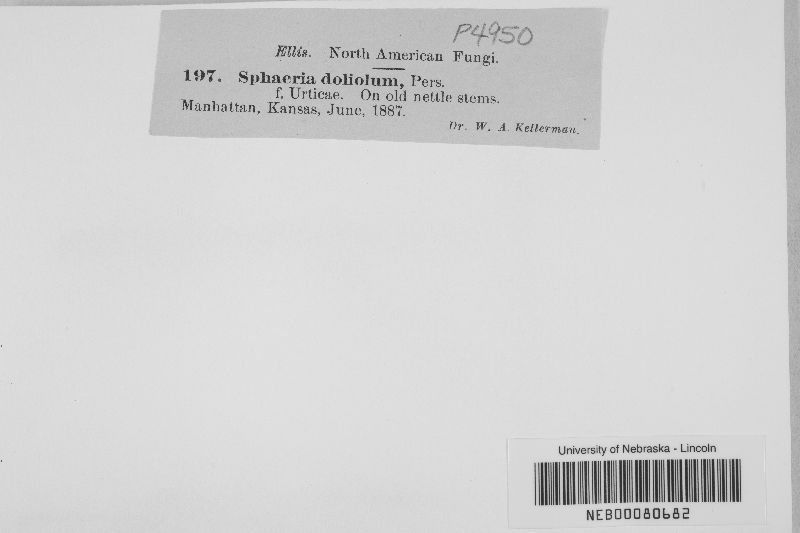 P4950
Ellis. North American Fungi.
197. Sphaeria doliolum, Pers.
f. Urticae. On old nettle stems.
Manhattan, Kansas, June, 1887.
Dr. W. A. Kellerman.
University of Nebraska - Lincoln
NEB00080682